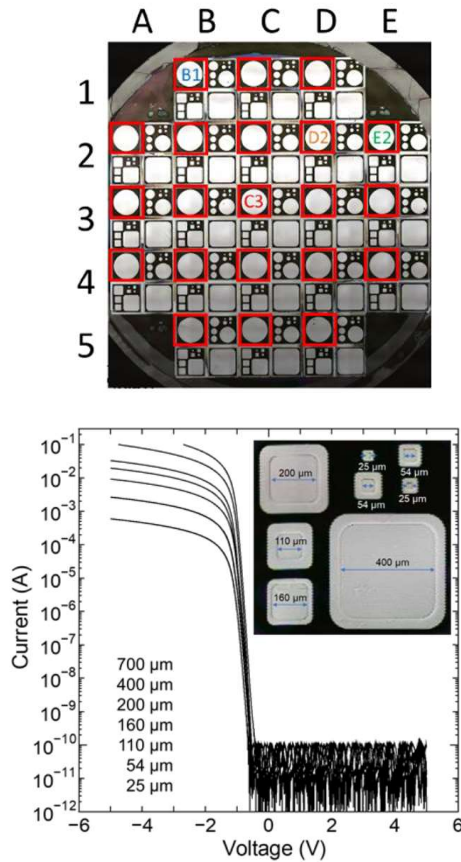 A B C D E
1
B1
2
D2 E2
3
C3
4
5
Current (A)
10⁻¹
10⁻²
10⁻³
10⁻⁴
10⁻⁵
10⁻⁶
10⁻⁷
10⁻⁸
10⁻⁹
10⁻¹⁰
10⁻¹¹
10⁻¹²
200 µm
25 µm
54 µm
54 µm
25 µm
110 µm
400 µm
160 µm
700 µm
400 µm
200 µm
160 µm
110 µm
54 µm
25 µm
−6 −4 −2 0 2 4 6
Voltage (V)